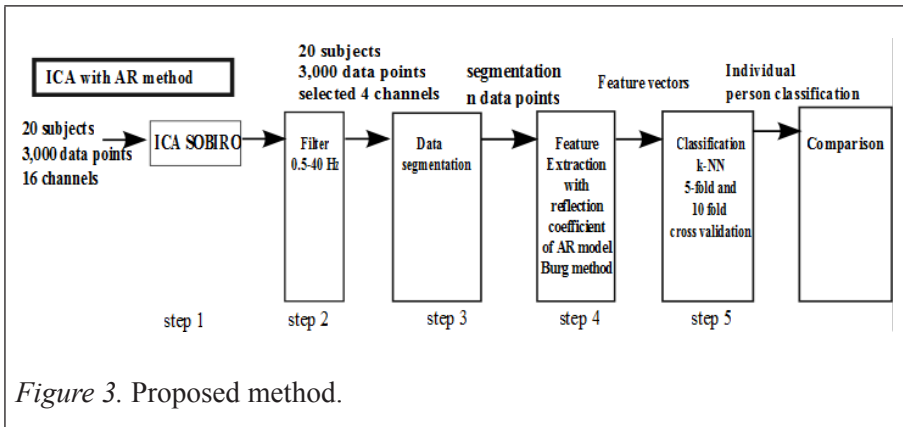 ICA with AR method
20 subjects
3,000 data points
16 channels
ICA SOBIRO
step 1
20 subjects
3,000 data points
selected 4 channels
Filter
0.5-40 Hz
step 2
Data
segmentation
step 3
segmentation
n data points
Feature
Extraction
with
reflection
coefficient
of AR model
Burg method
step 4
Feature vectors
Classification
k-NN
5-fold and
10 fold
cross validation
step 5
Individual
person classification
Comparison
Figure 3. Proposed method.